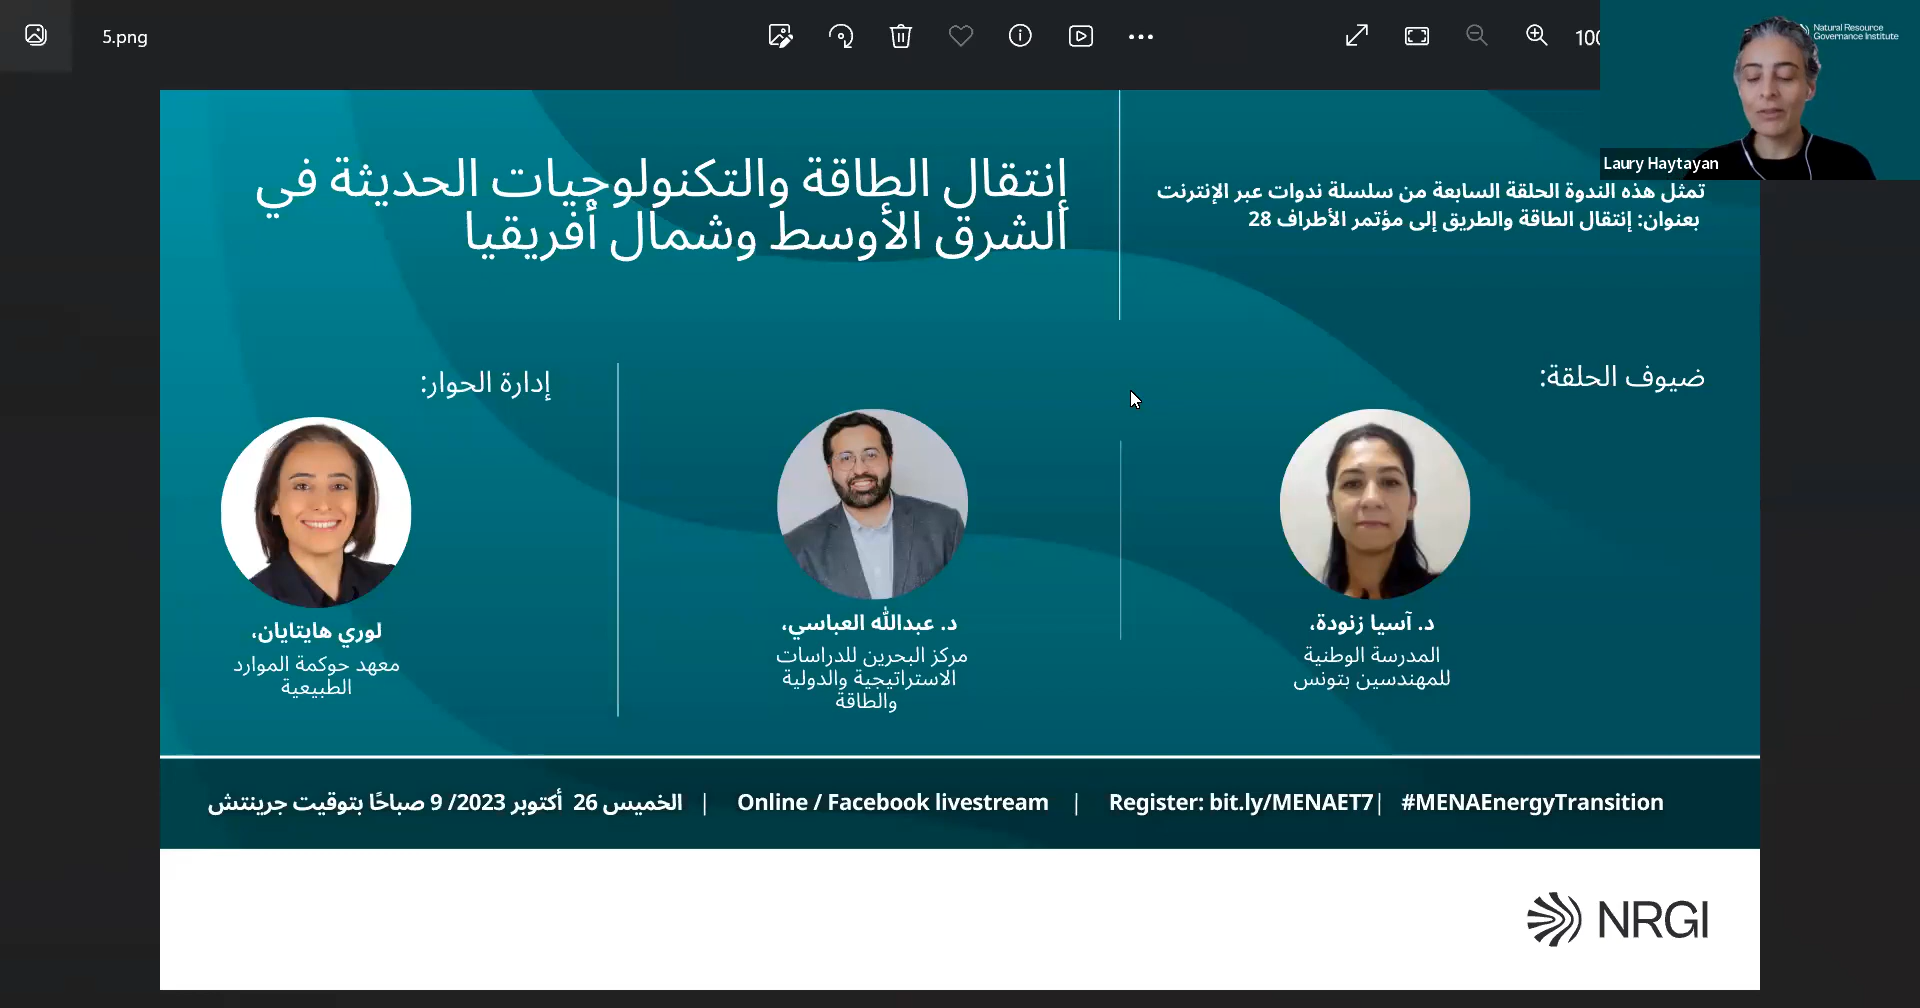 5.png
100
Natural Resource
Governance Institute
Laury Haytayan
تمثل هذه الندوة الحلقة السابعة من سلسلة ندوات عبر الإنترنت
بعنوان: إنتقال الطاقة والطريق إلى مؤتمر الأطراف 28
إنتقال الطاقة والتكنولوجيات الحديثة في
الشرق الأوسط وشمال أفريقيا
ضيوف الحلقة:
د. آسيا زنودة،
المدرسة الوطنية
للمهندسين بتونس
د. عبدالله العباسي،
مركز البحرين للدراسات
الاستراتيجية والدولية
والطاقة
إدارة الحوار:
لوري هايتايان،
معهد حوكمة الموارد
الطبيعية
الخميس 26 أكتوبر 2023/ 9 صباحًا بتوقيت جرينتش | Online / Facebook livestream | Register: bit.ly/MENAET7| #MENAEnergyTransition
NRGI